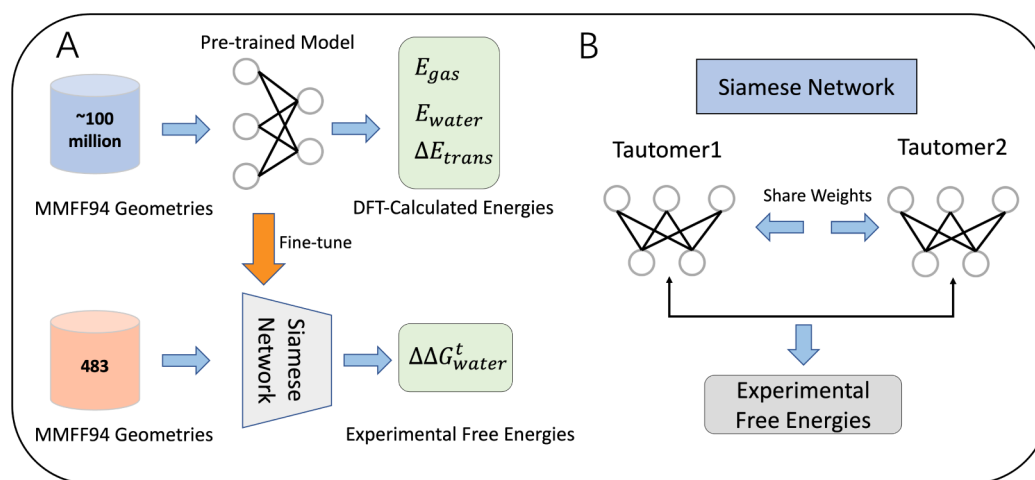 A
Pre-trained Model
~100
million
MMFF94 Geometries
E_gas
E_water
ΔE_trans
DFT-Calculated Energies
Fine-tune
483
MMFF94 Geometries
Siamese
Network
ΔΔG^t_water
Experimental Free Energies
B
Siamese Network
Tautomer1
Tautomer2
Share Weights
Experimental
Free Energies